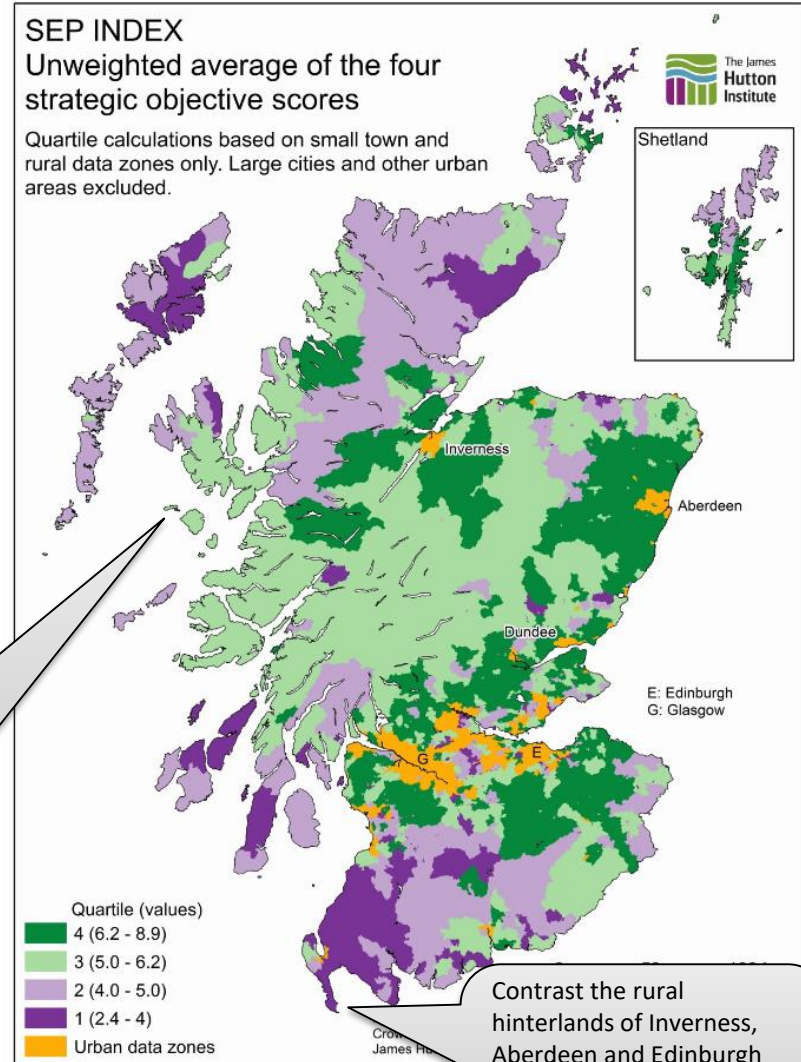 SEP INDEX
Unweighted average of the four
strategic objective scores
Quartile calculations based on small town and
rural data zones only. Large cities and other urban
areas excluded.
The James
Hutton
Institute
Shetland
Inverness
Aberdeen
Dundee
E: Edinburgh
G: Glasgow
G
E
Quartile (values)
4 (6.2 - 8.9)
3 (5.0 - 6.2)
2 (4.0 - 5.0)
1 (2.4 - 4)
Urban data zones
James
Contrast the rural
hinterlands of Inverness,
Aberdeen and Edinburgh